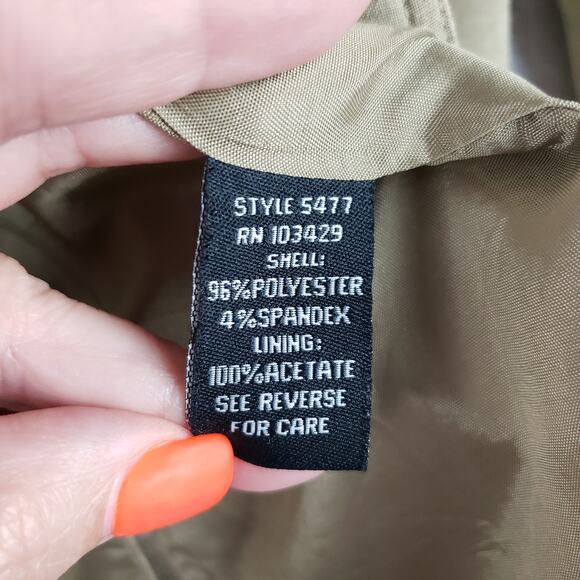 STYLE 5477
RN 103429
SHELL:
96%POLYESTER
4%SPANDEX
LINING:
100%ACETATE
SEE REVERSE
FOR CARE